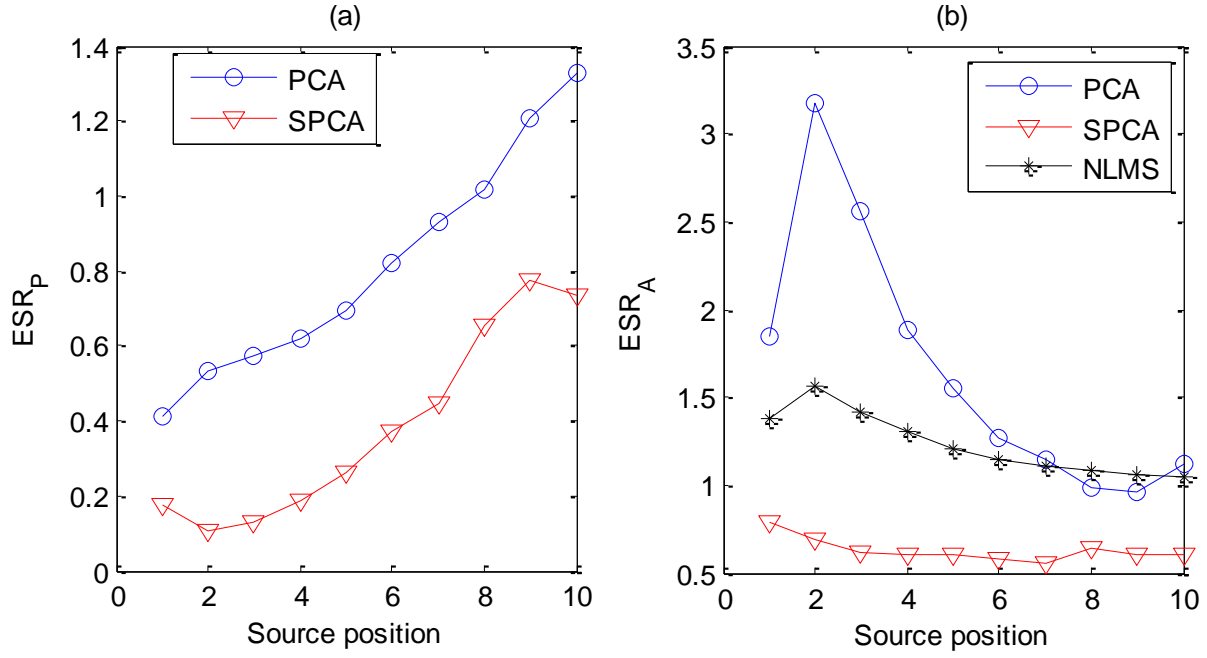 (a)
PCA
SPCA
ESR_P
1.4
1.2
1
0.8
0.6
0.4
0.2
0
0 2 4 6 8 10
Source position
(b)
PCA
SPCA
NLMS
ESR_A
3.5
3
2.5
2
1.5
1
0.5
0 2 4 6 8 10
Source position